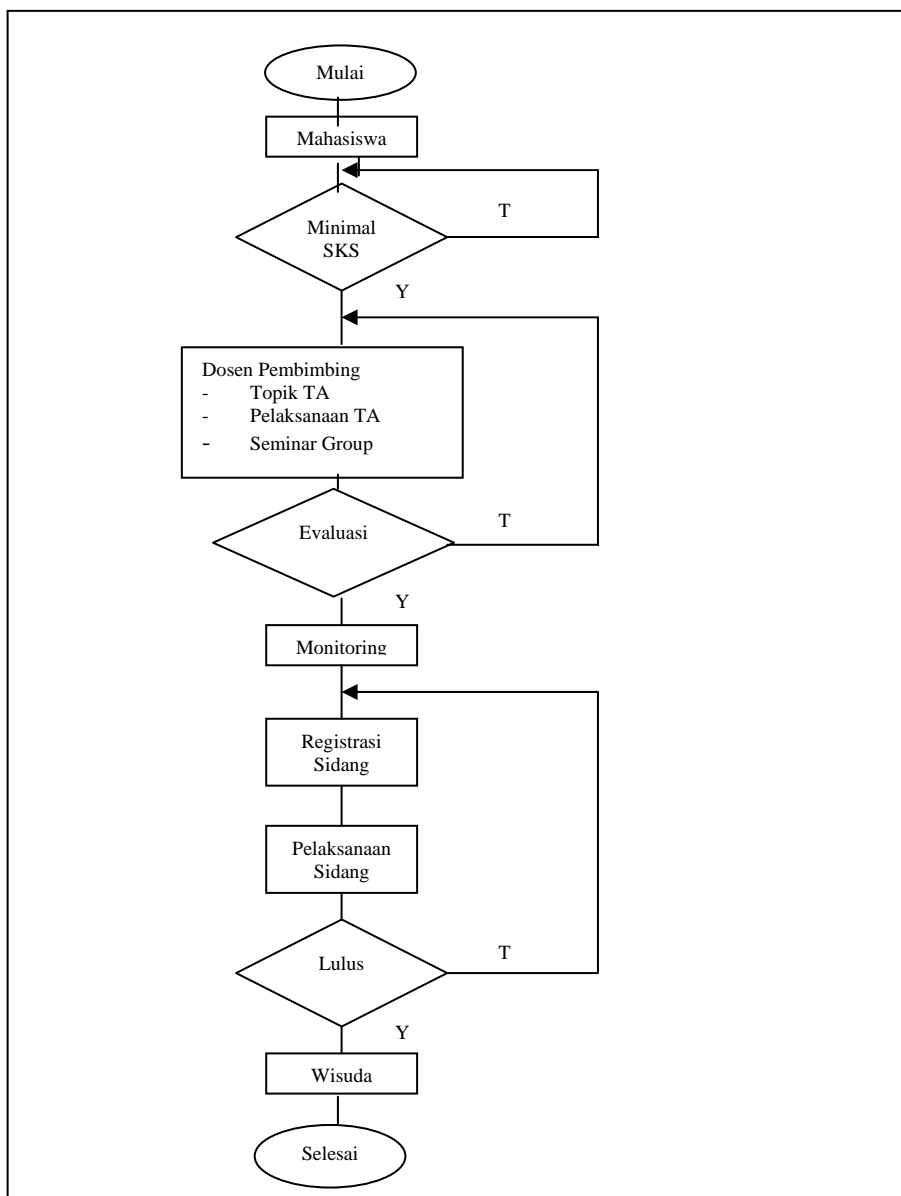 Mulai
Mahasiswa
Minimal
SKS
T
Y
Dosen Pembimbing
- Topik TA
- Pelaksanaan TA
- Seminar Group
Evaluasi
T
Y
Monitoring
Registrasi
Sidang
Pelaksanaan
Sidang
Lulus
T
Y
Wisuda
Selesai